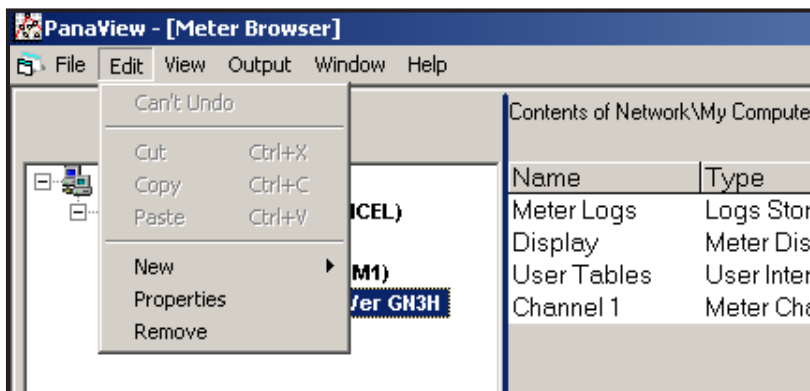 PanaView - [Meter Browser]
File Edit View Output Window Help
Can't Undo
Cut Ctrl+X
Copy Ctrl+C
Paste Ctrl+V
New
Properties
Remove
ICEL)
M1)
Ver GN3H
Contents of Network\My Compute
Name Type
Meter Logs Logs Stor
Display Meter Dis
User Tables User Inter
Channel 1 Meter Cha